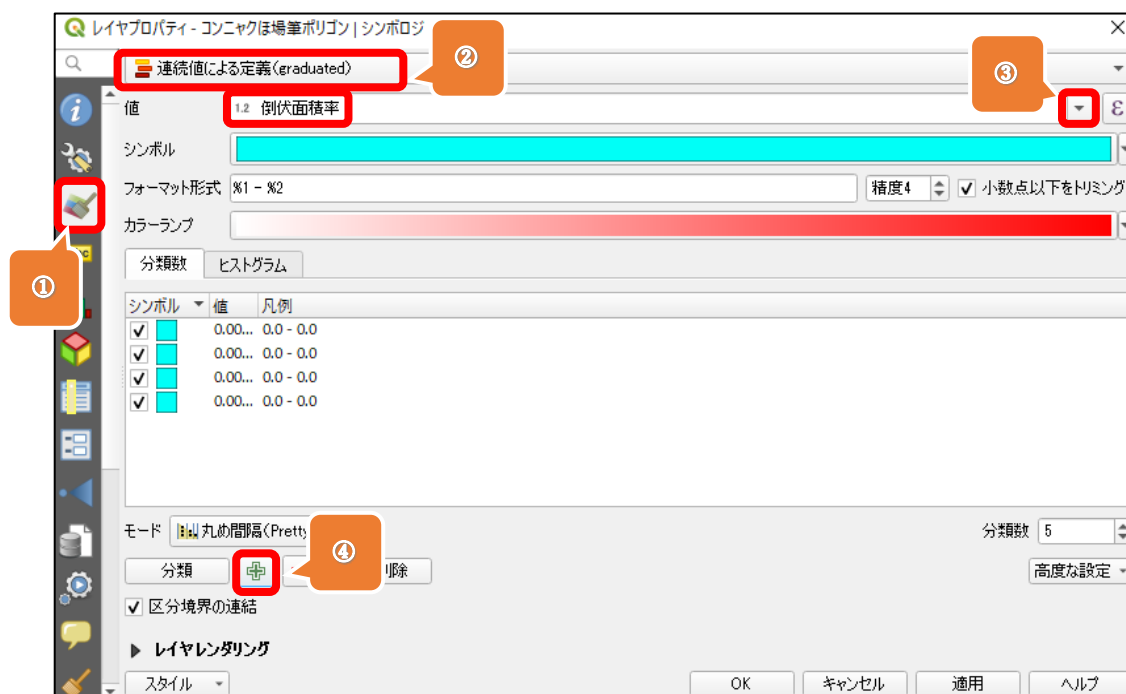 レイヤプロパティ - コンニャクほ場筆ポリゴン | シンボロジ
②
連続値による定義(graduated)
③
値 1.2 倒伏面積率 ε
シンボル
フォーマット形式 %1 - %2 精度4 小数点以下をトリミング
カラーランプ
①
分類数 ヒストグラム
シンボル 値 凡例
0.00... 0.0 - 0.0
0.00... 0.0 - 0.0
0.00... 0.0 - 0.0
0.00... 0.0 - 0.0
モード 丸め間隔(Pretty 分類数 5
④
分類 削除 高度な設定
区分境界の連結
レイヤレンダリング
スタイル OK キャンセル 適用 ヘルプ